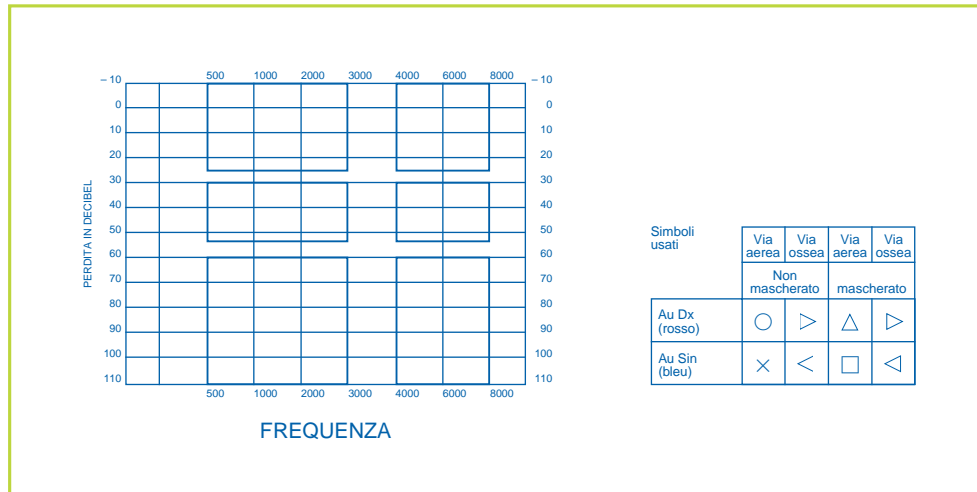 500 1000 2000 3000 4000 6000 8000
– 10 – 10
0 0
10 10
20 20
30 30
40 40
50 50
60 60
70 70
80 80
90 90
100 100
110 110
500 1000 2000 3000 4000 6000 8000
PERDITA IN DECIBEL
FREQUENZA
Simboli
usati
Via Via Via Via
aerea ossea aerea ossea
Non
mascherato mascherato
Au Dx
(rosso)
Au Sin
(bleu)